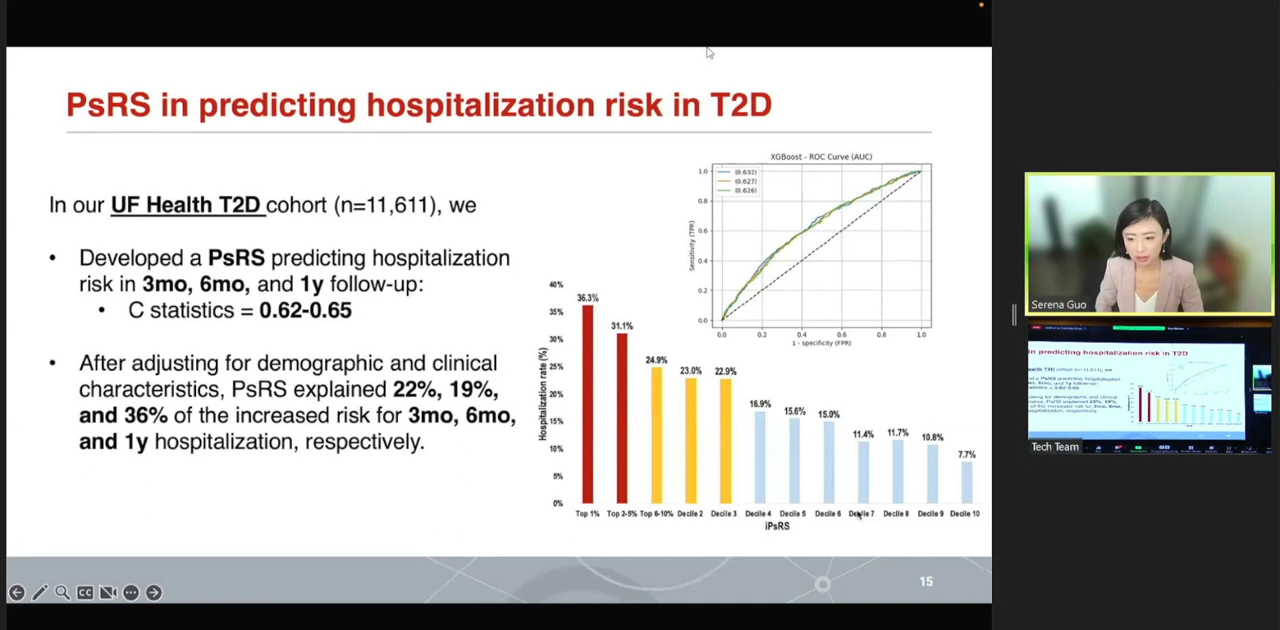 PsRS in predicting hospitalization risk in T2D
In our UF Health T2D cohort (n=11,611), we
• Developed a PsRS predicting hospitalization
risk in 3mo, 6mo, and 1y follow-up:
• C statistics = 0.62-0.65
• After adjusting for demographic and clinical
characteristics, PsRS explained 22%, 19%,
and 36% of the increased risk for 3mo, 6mo,
and 1y hospitalization, respectively.
XGBoost - ROC Curve (AUC)
(0.632)
(0.627)
(0.626)
Sensitivity (TPR)
1.0
0.8
0.6
0.4
0.2
0.0
0.0 0.2 0.4 0.6 0.8 1.0
1 - specificity (FPR)
Hospitalization rate (%)
40%
35%
30%
25%
20%
15%
10%
5%
0%
36.3%
31.1%
24.9%
23.0%
22.9%
16.9%
15.6%
15.0%
11.4%
11.7%
10.8%
7.7%
Top 1% Top 2-5% Top 6-10% Decile 2 Decile 3 Decile 4 Decile 5 Decile 6 Decile 7 Decile 8 Decile 9 Decile 10
iPsRS
15
CC
Serena Guo
in predicting hospitalization risk in T2D
Tech Team